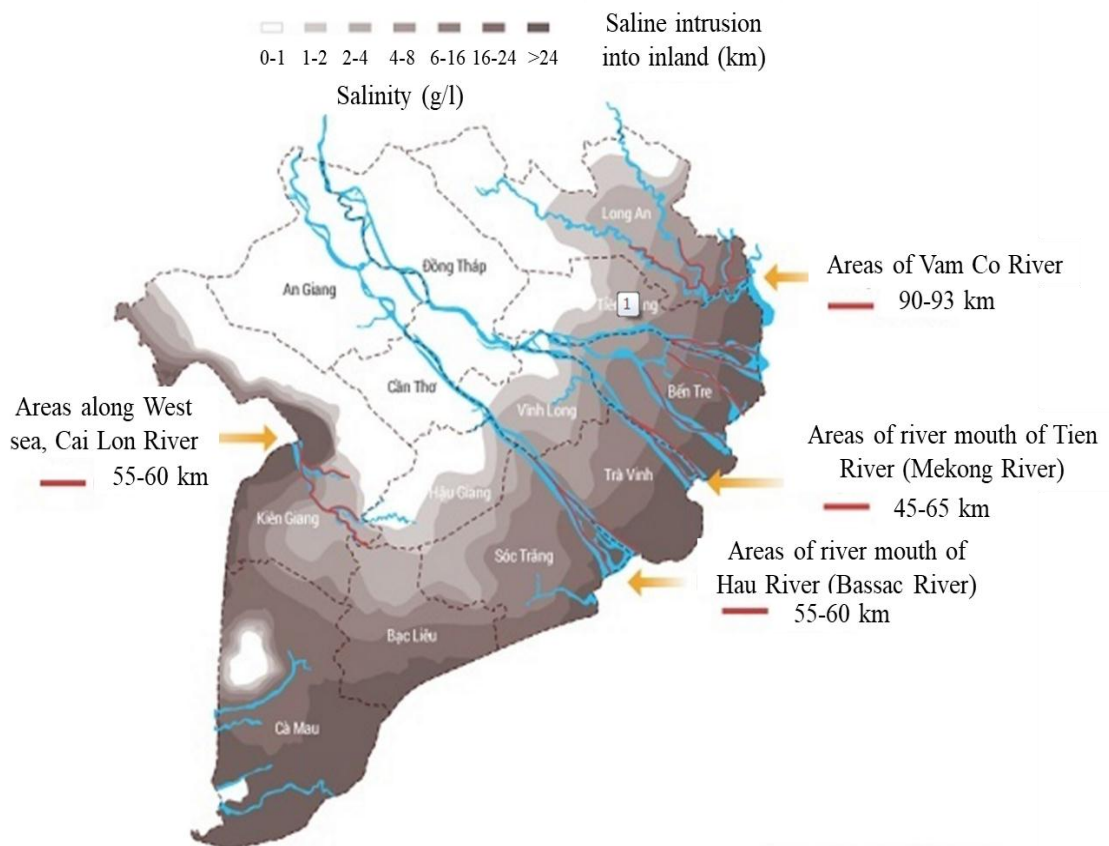 Saline intrusion
into inland (km)
0-1 1-2 2-4 4-8 6-16 16-24 >24
Salinity (g/l)
Long An
Đồng Tháp
An Giang
Areas of Vam Co River
90-93 km
1
Cần Thơ
Bến Tre
Vĩnh Long
Areas along West
sea, Cai Lon River
55-60 km
Areas of river mouth of Tien
River (Mekong River)
45-65 km
Trà Vinh
Hậu Giang
Kiên Giang
Sóc Trăng
Areas of river mouth of
Hau River (Bassac River)
55-60 km
Bạc Liêu
Cà Mau